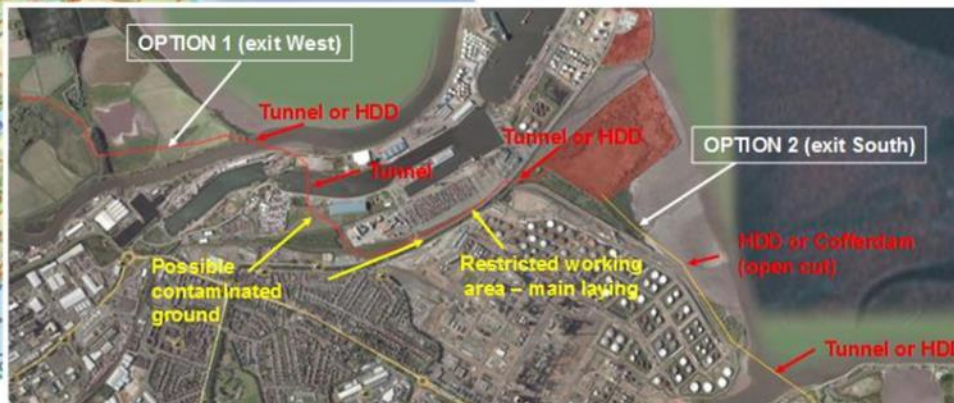 OPTION 1 (exit West)
Tunnel or HDD
Tunnel or HDD
OPTION 2 (exit South)
Tunnel
Possible
contaminated
ground
Restricted working
area – main laying
HDD or Cofferdam
(open cut)
Tunnel or HDD